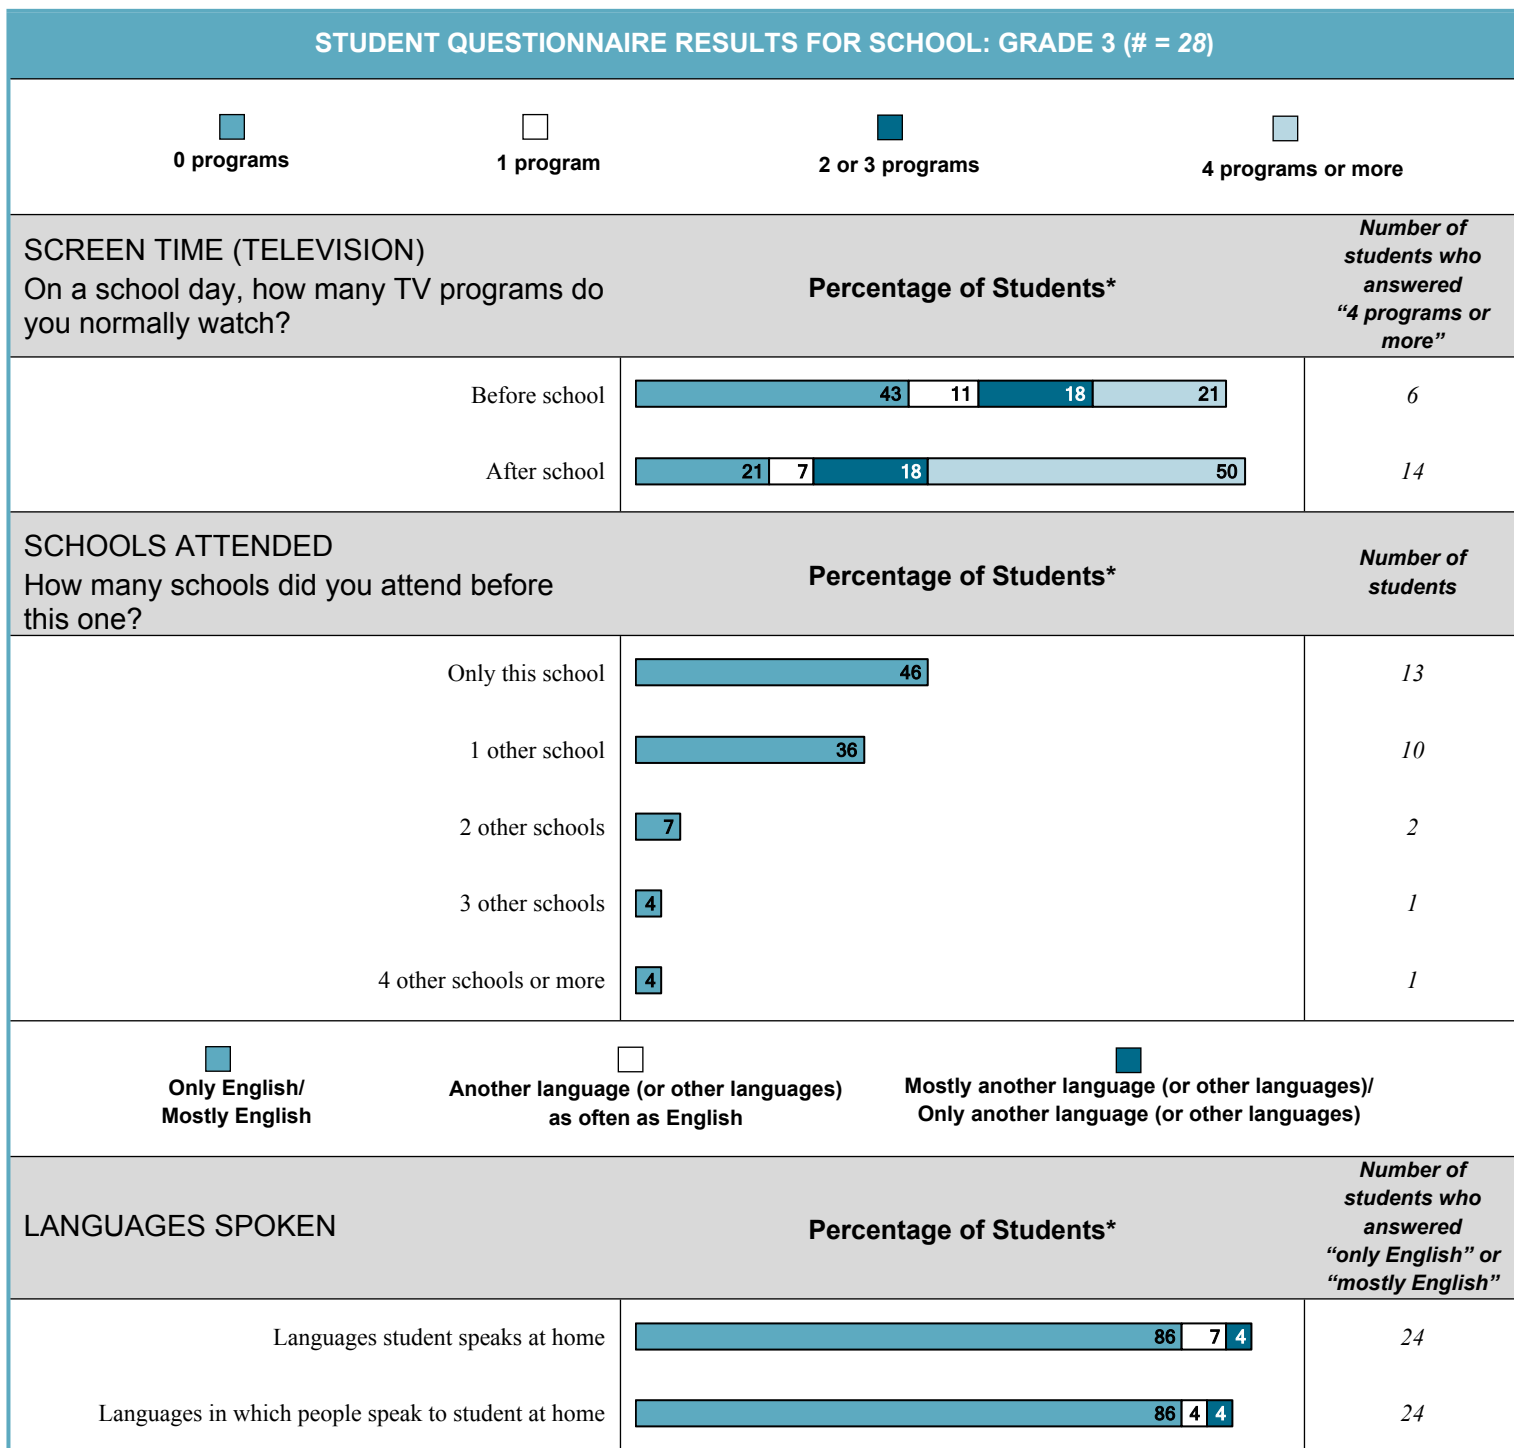 STUDENT QUESTIONNAIRE RESULTS FOR SCHOOL: GRADE 3 (# = 28)
0 programs
1 program
2 or 3 programs
4 programs or more
SCREEN TIME (TELEVISION)
On a school day, how many TV programs do
you normally watch?
Percentage of Students*
Number of
students who
answered
“4 programs or
more”
Before school
43 11 18 21
6
After school
21 7 18 50
14
SCHOOLS ATTENDED
How many schools did you attend before
this one?
Percentage of Students*
Number of
students
Only this school
46
13
1 other school
36
10
2 other schools
7
2
3 other schools
4
1
4 other schools or more
4
1
Only English/
Mostly English
Another language (or other languages)
as often as English
Mostly another language (or other languages)/
Only another language (or other languages)
LANGUAGES SPOKEN
Percentage of Students*
Number of
students who
answered
“only English” or
“mostly English”
Languages student speaks at home
86 7 4
24
Languages in which people speak to student at home
86 4 4
24